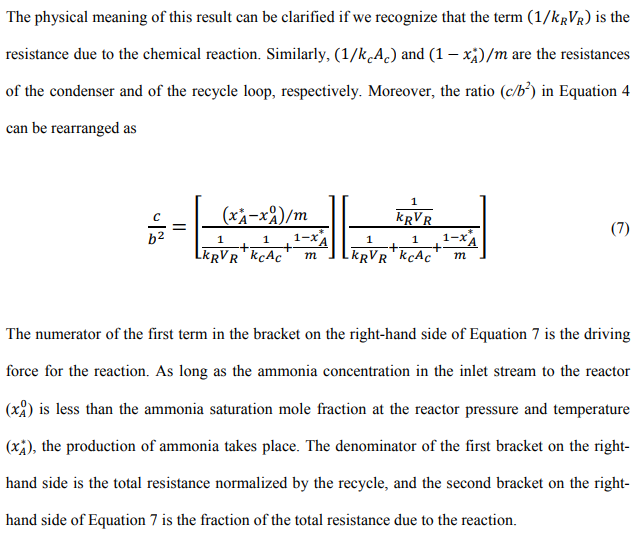 The physical meaning of this result can be clarified if we recognize that the term (1/k_R V_R) is the
resistance due to the chemical reaction. Similarly, (1/k_c A_c) and (1 − x_A^*)/m are the resistances
of the condenser and of the recycle loop, respectively. Moreover, the ratio (c/b²) in Equation 4
can be rearranged as
\frac{c}{b^2} = \left[ \frac{(x_A^* - x_A^0)/m}{\frac{1}{k_R V_R} + \frac{1}{k_c A_c} + \frac{1 - x_A^*}{m}} \right] \left[ \frac{\frac{1}{k_R V_R}}{\frac{1}{k_R V_R} + \frac{1}{k_c A_c} + \frac{1 - x_A^*}{m}} \right] (7)
The numerator of the first term in the bracket on the right-hand side of Equation 7 is the driving
force for the reaction. As long as the ammonia concentration in the inlet stream to the reactor
(x_A^0) is less than the ammonia saturation mole fraction at the reactor pressure and temperature
(x_A^*), the production of ammonia takes place. The denominator of the first bracket on the right-
hand side is the total resistance normalized by the recycle, and the second bracket on the right-
hand side of Equation 7 is the fraction of the total resistance due to the reaction.